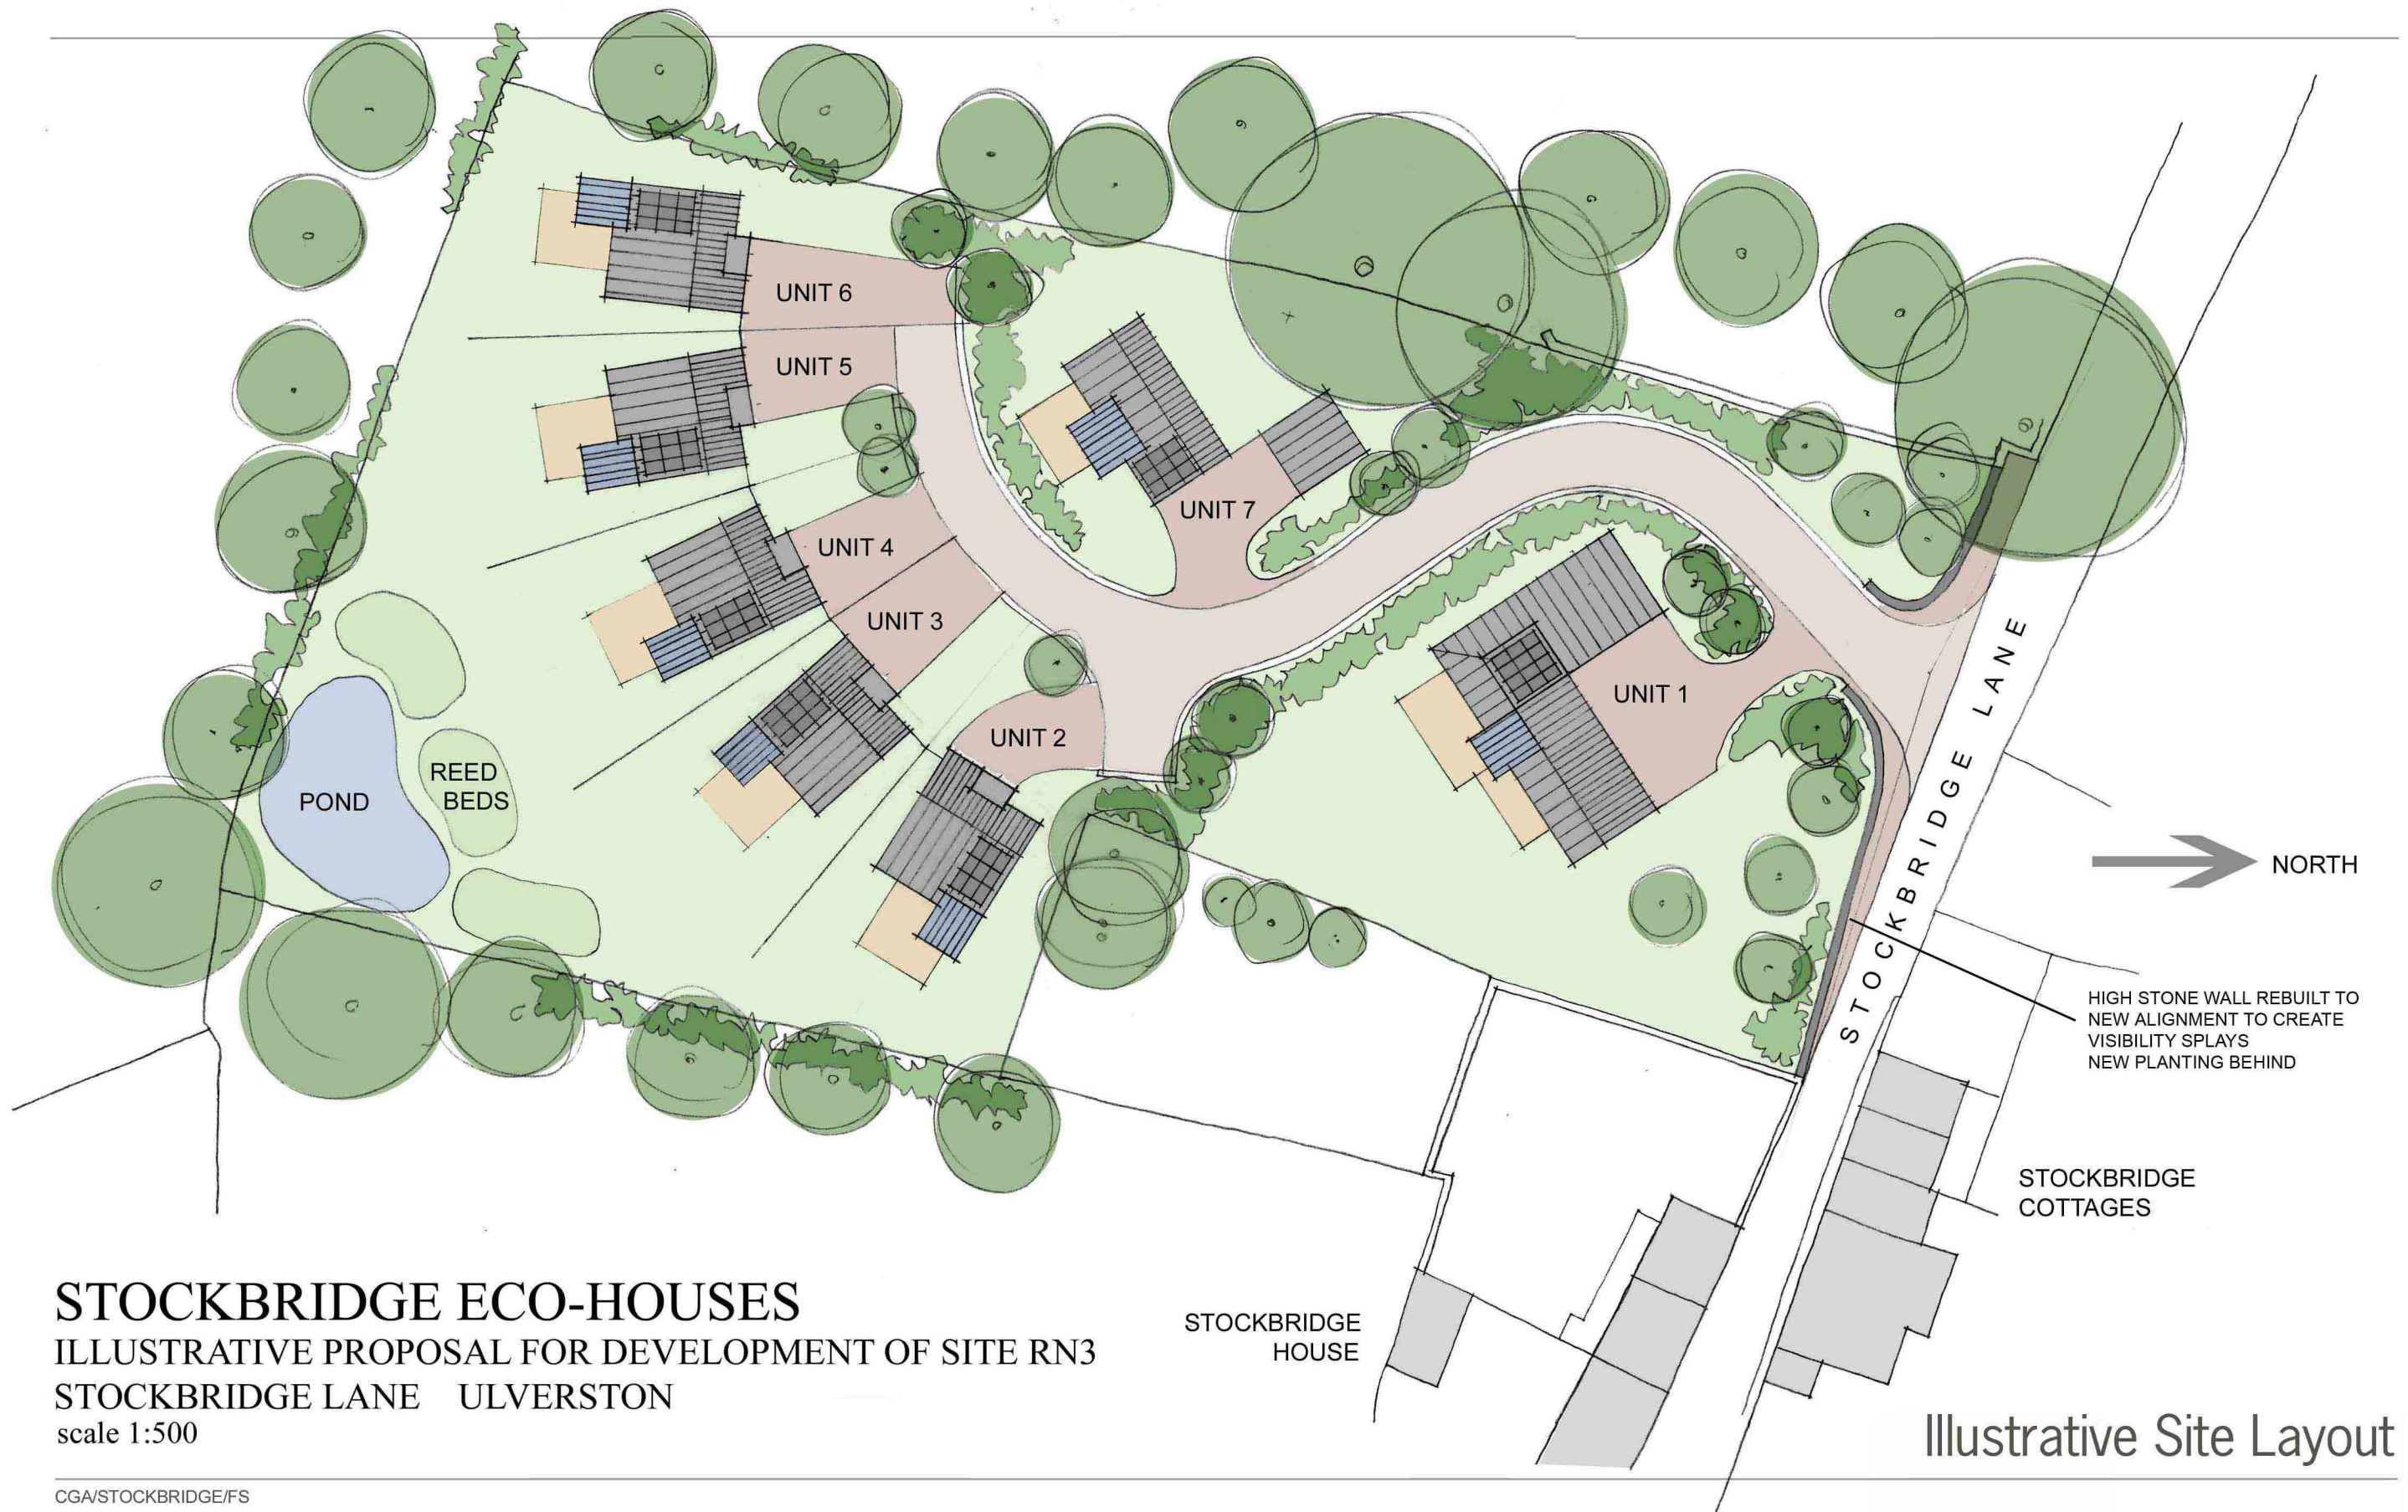 UNIT 6
UNIT 5
UNIT 4
UNIT 3
UNIT 2
UNIT 7
UNIT 1
POND
REED
BEDS
STOCKBRIDGE LANE
NORTH
HIGH STONE WALL REBUILT TO
NEW ALIGNMENT TO CREATE
VISIBILITY SPLAYS
NEW PLANTING BEHIND
STOCKBRIDGE
COTTAGES
STOCKBRIDGE
HOUSE
STOCKBRIDGE ECO-HOUSES
ILLUSTRATIVE PROPOSAL FOR DEVELOPMENT OF SITE RN3
STOCKBRIDGE LANE ULVERSTON
scale 1:500
Illustrative Site Layout
CGA/STOCKBRIDGE/FS